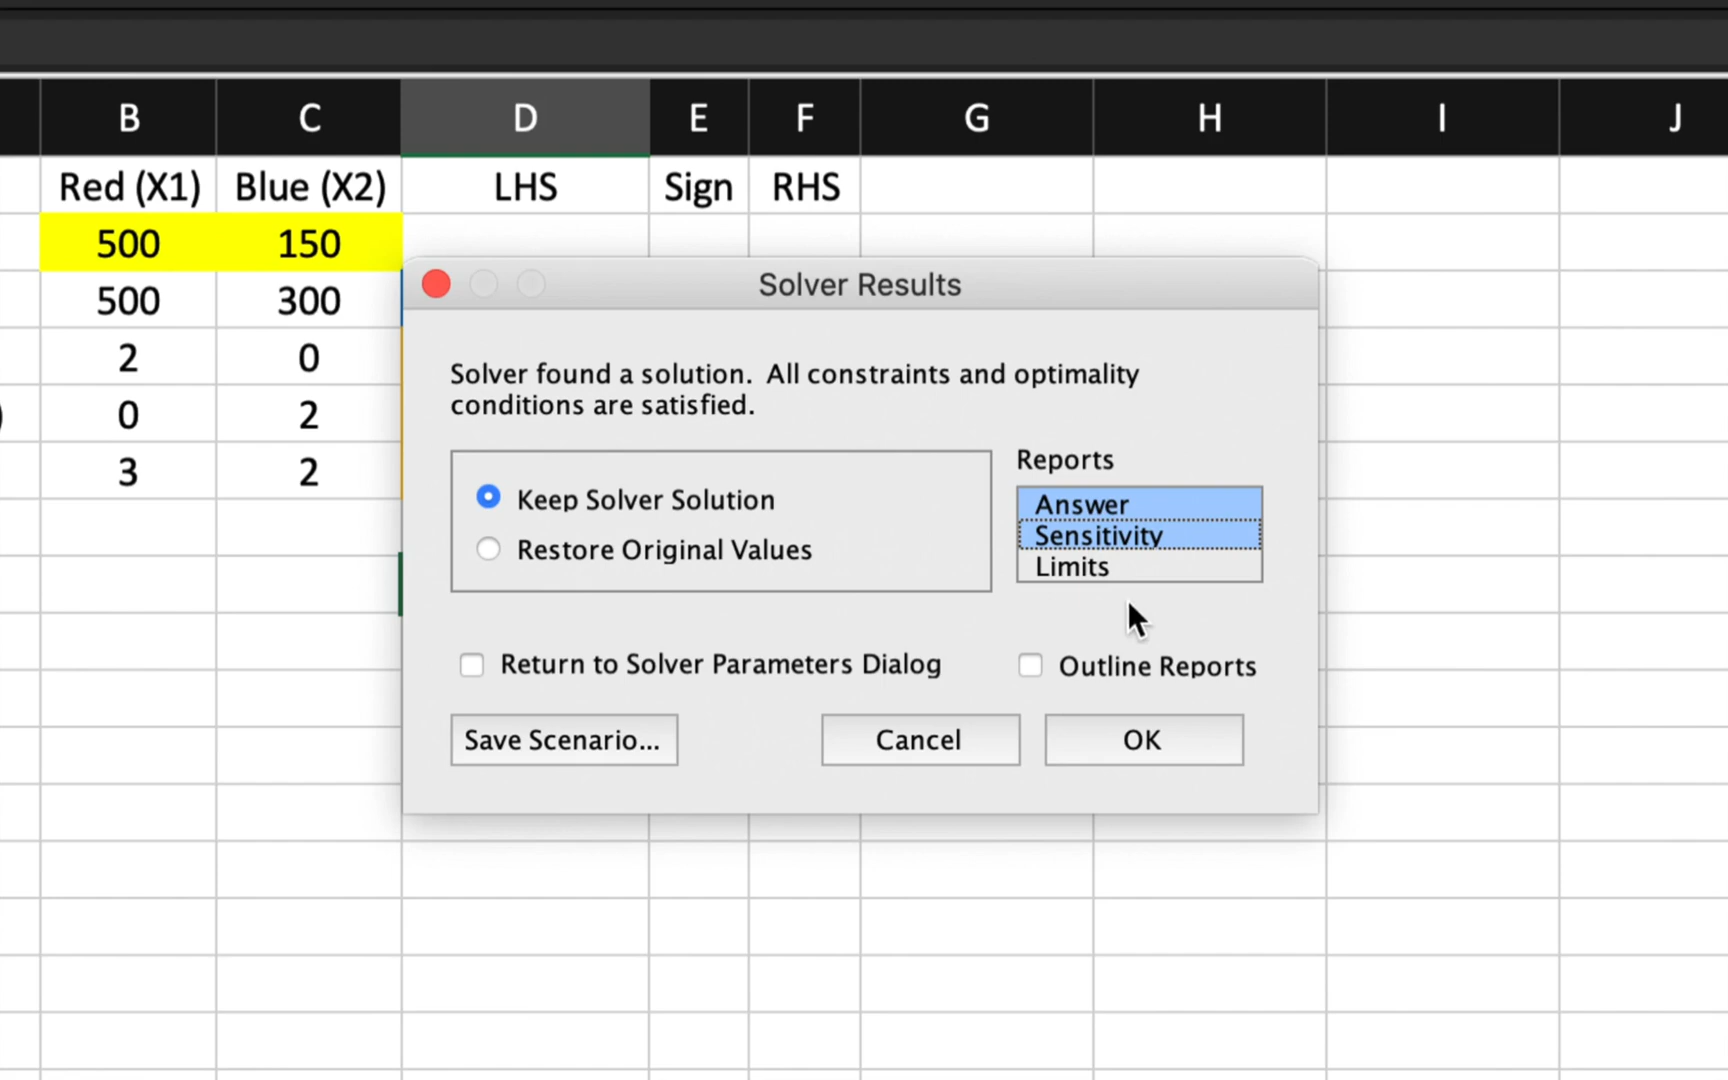 B C D E F G H I J
Red (X1) Blue (X2) LHS Sign RHS
500 150
500 300
2 0
) 0 2
3 2
Solver Results
Solver found a solution. All constraints and optimality
conditions are satisfied.
Keep Solver Solution
Restore Original Values
Reports
Answer
Sensitivity
Limits
Return to Solver Parameters Dialog
Outline Reports
Save Scenario...
Cancel
OK